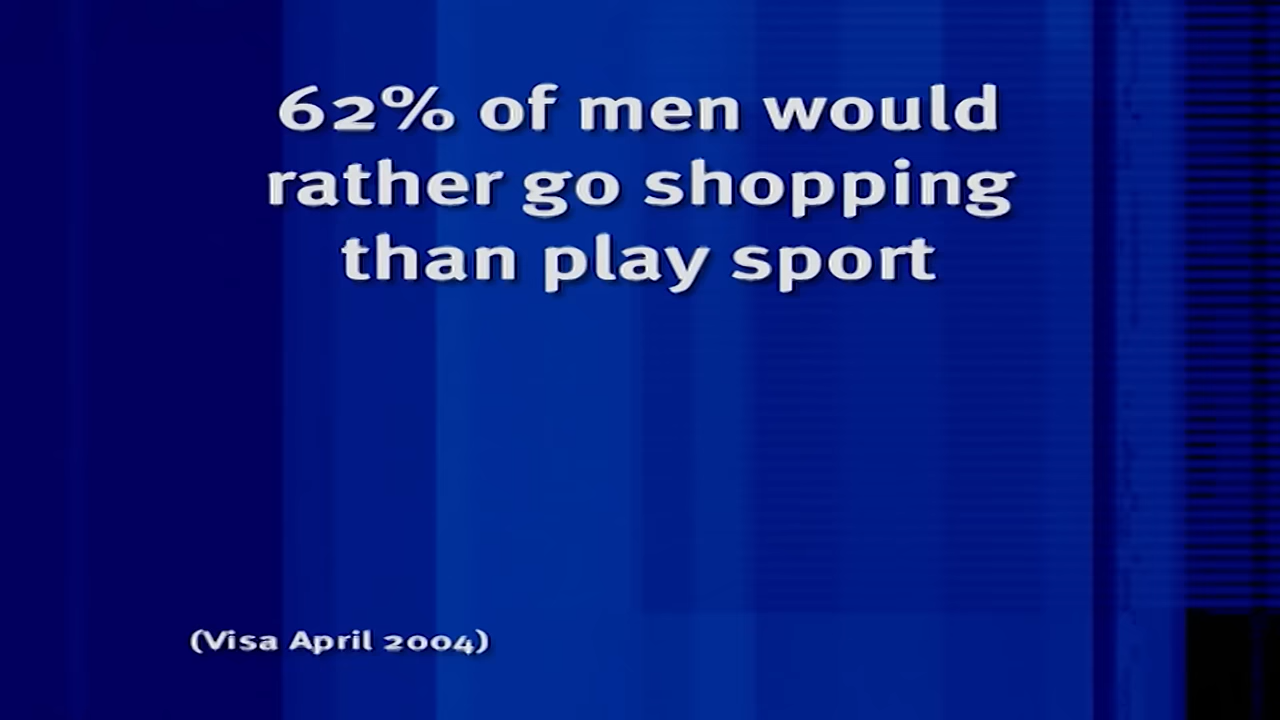 62% of men would
rather go shopping
than play sport
(Visa April 2004)